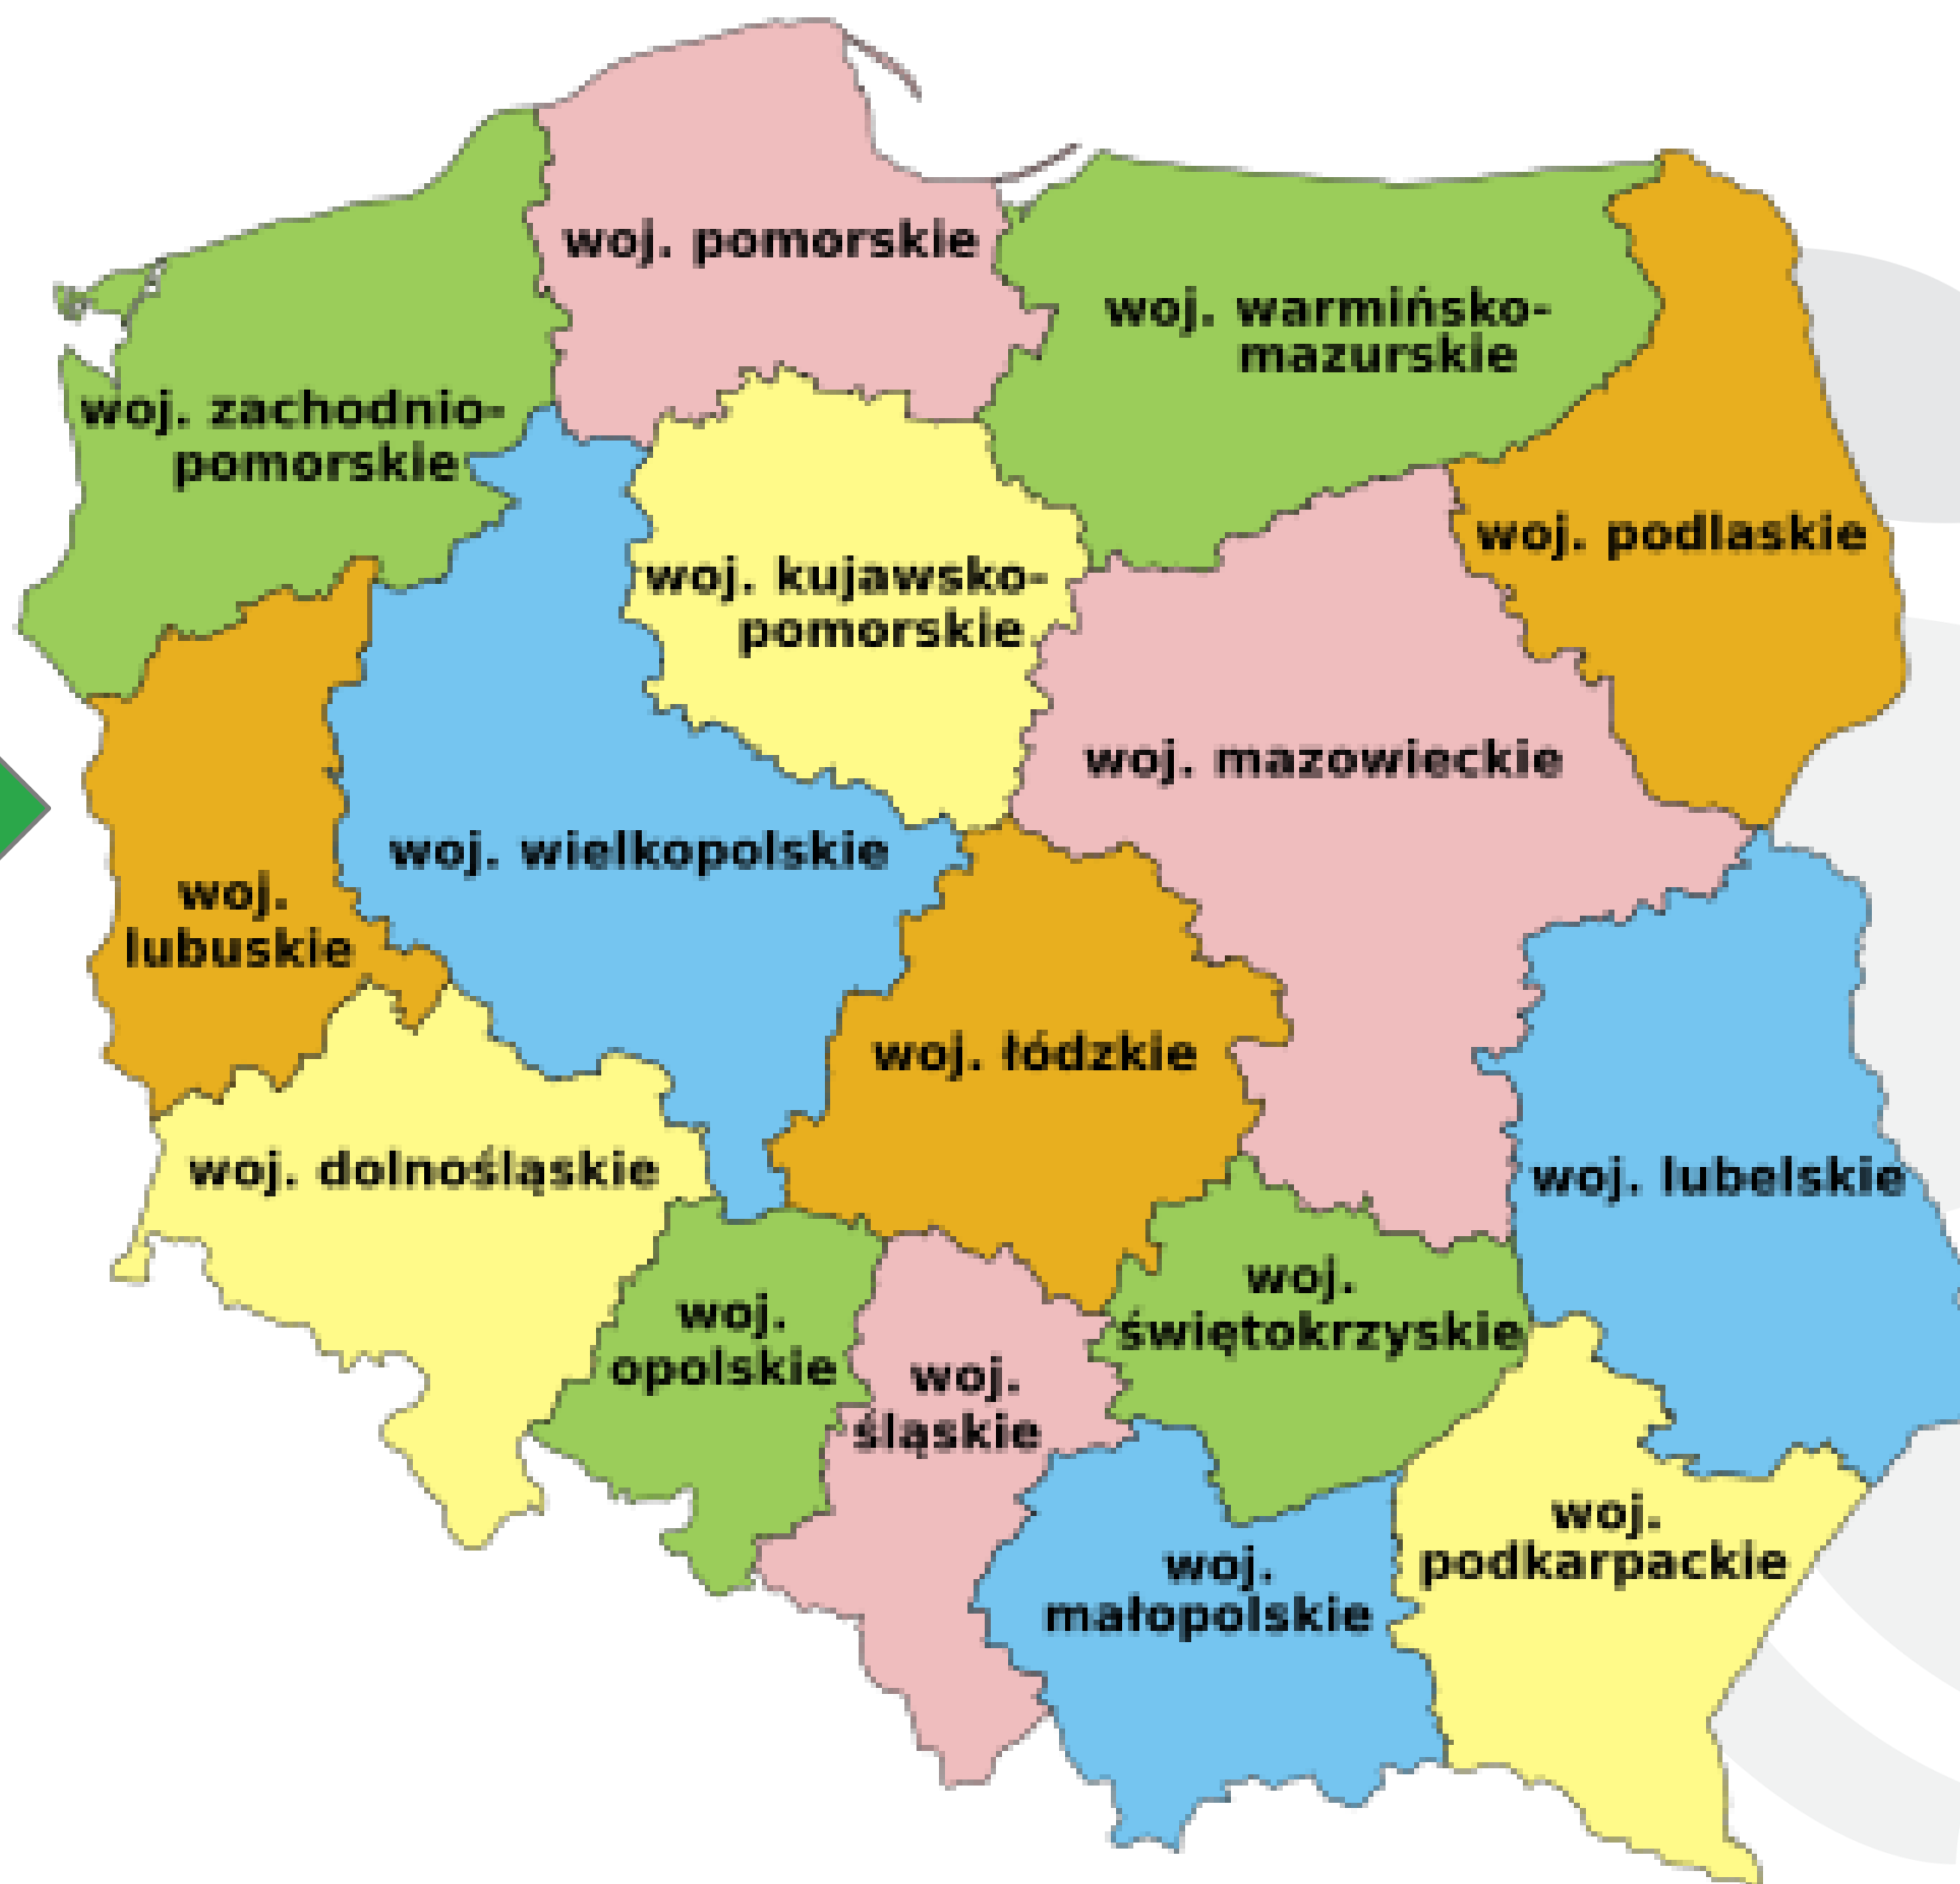 woj. pomorskie
woj. warmińsko-
mazurskie
woj. zachodnio-
pomorskie
woj. podlaskie
woj. kujawsko-
pomorskie
woj. mazowieckie
woj. wielkopolskie
woj.
lubuskie
woj. łódzkie
woj. dolnośląskie
woj. lubelskie
woj.
świętokrzyskie
woj.
opolskie
woj.
śląskie
woj.
podkarpackie
woj.
małopolskie